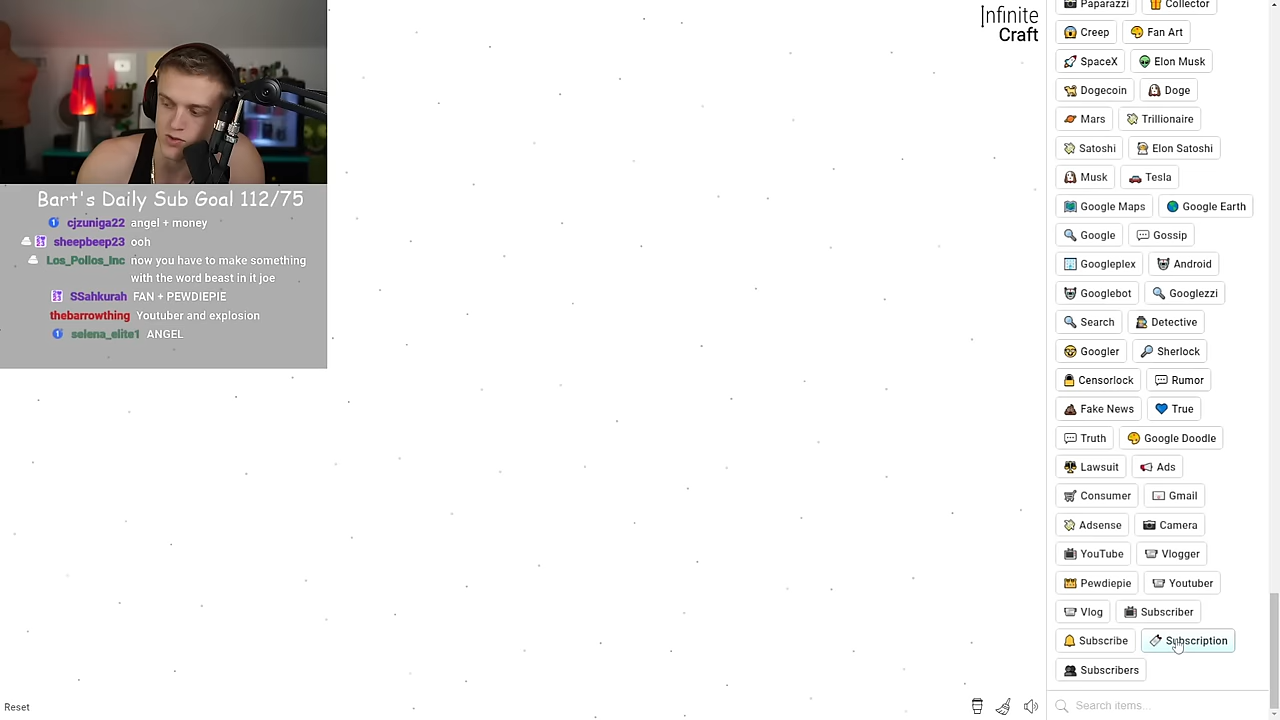 Infinite
Craft
Bart's Daily Sub Goal 112/75
cjzuniga22 angel + money
sheepbeep23 ooh
Los_Pollos_Inc now you have to make something
with the word beast in it joe
SSahkurah FAN + PEWDIEPIE
thebarrowthing Youtuber and explosion
selena_elite1 ANGEL
Paparazzi Collector
Creep Fan Art
SpaceX Elon Musk
Dogecoin Doge
Mars Trillionaire
Satoshi Elon Satoshi
Musk Tesla
Google Maps Google Earth
Google Gossip
Googleplex Android
Googlebot Googlezzi
Search Detective
Googler Sherlock
Censorlock Rumor
Fake News True
Truth Google Doodle
Lawsuit Ads
Consumer Gmail
Adsense Camera
YouTube Vlogger
Pewdiepie Youtuber
Vlog Subscriber
Subscribe Subscription
Subscribers
Reset
Search items...